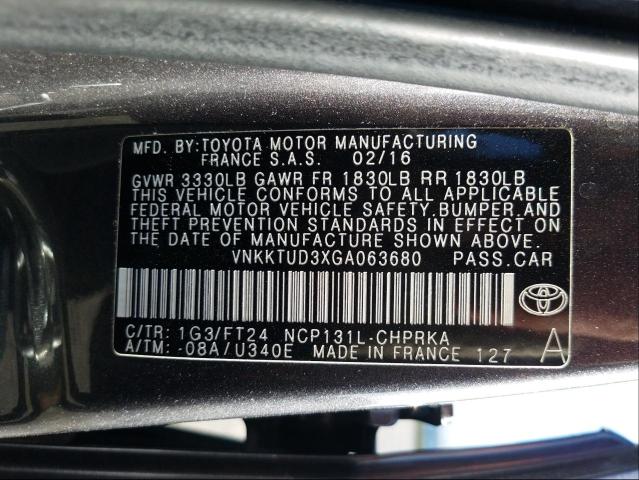 MFD. BY:TOYOTA MOTOR MANUFACTURING
FRANCE S.A.S. 02/16
GVWR 3330LB GAWR FR 1830LB RR 1830LB
THIS VEHICLE CONFORMS TO ALL APPLICABLE
FEDERAL MOTOR VEHICLE SAFETY,BUMPER,AND
THEFT PREVENTION STANDARDS IN EFFECT ON
THE DATE OF MANUFACTURE SHOWN ABOVE.
VNKKTUD3XGA063680 PASS.CAR
C/TR: 1G3/FT24 NCP131L-CHPRKA
A/TM: -08A/U340E MADE IN FRANCE 127 A